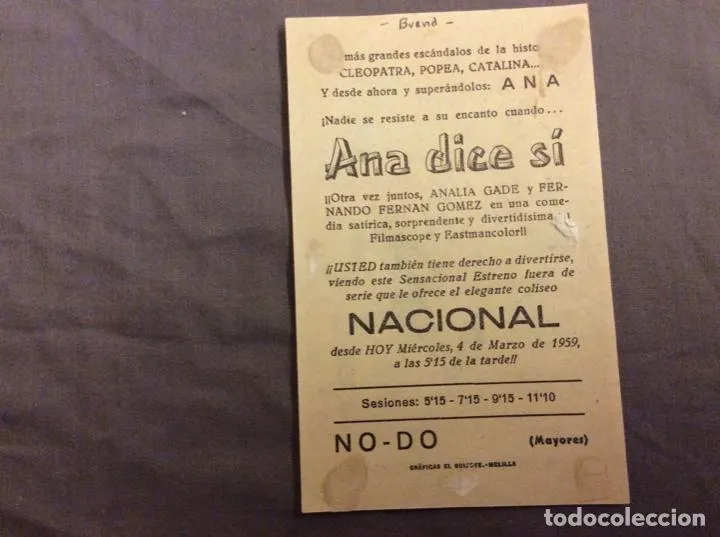 - Buena -
más grandes escándalos de la histo
CLEOPATRA, POPEA, CATALINA...
Y desde ahora y superándolos: ANA
¡Nadie se resiste a su encanto cuando...
Ana dice sí
¡¡Otra vez juntos, ANALIA GADE y FER-
NANDO FERNAN GOMEZ en una come-
dia satírica, sorprendente y divertidísima
Filmascope y Eastmancolor!!
¡¡USTED también tiene derecho a divertirse,
viendo este Sensacional Estreno fuera de
serie que le ofrece el elegante coliseo
NACIONAL
desde HOY Miércoles, 4 de Marzo de 1959,
a las 5'15 de la tarde!!
Sesiones: 5'15 - 7'15 - 9'15 - 11'10
NO-DO (Mayores)
GRÁFICAS EL QUIJOTE.-MELILLA
todocoleccion.net